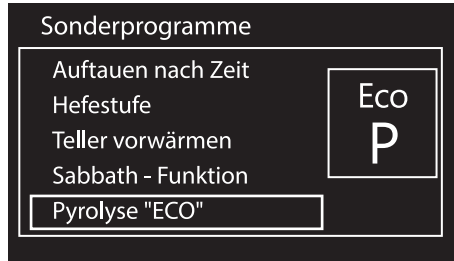 Sonderprogramme
Auftauen nach Zeit
Hefestufe
Teller vorwärmen
Sabbath - Funktion
Pyrolyse "ECO"
Eco
P